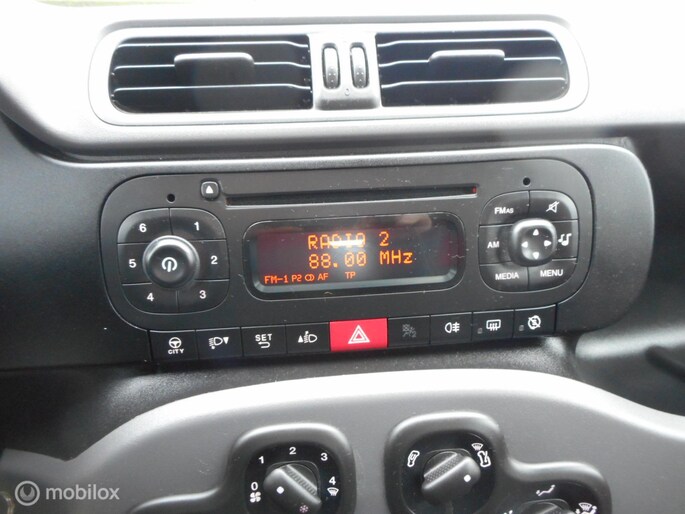 6 1
5 2
4 3
RADIO 2
88.00 MHz
FM-1 P2 CD AF TP
FMAS
AM
MEDIA MENU
CITY
SET
0 1 2 3 4
mobilox